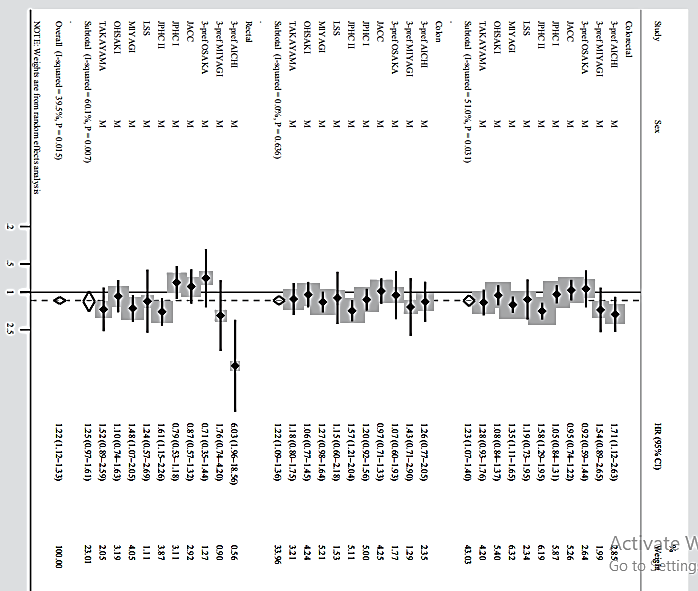 Study Sex HR (95% CI) % Weight
Colorectal
3-pref AICHI M 1.71 (1.12–2.63) 2.85
3-pref MIYAGI M 1.54 (0.89–2.65) 1.99
3-pref OSAKA M 0.92 (0.59–1.44) 2.64
JACC M 0.95 (0.74–1.22) 5.26
JPHC I M 1.05 (0.84–1.31) 5.87
JPHC II M 1.58 (1.29–1.95) 6.19
LSS M 1.19 (0.73–1.95) 2.34
MIYAGI M 1.35 (1.11–1.65) 6.32
OHSAKI M 1.08 (0.84–1.37) 5.40
TAKAYAMA M 1.28 (0.93–1.76) 4.20
Subtotal (I-squared = 51.0%, P = 0.031) 1.23 (1.07–1.40) 43.03
Colon
3-pref AICHI M 1.26 (0.77–2.05) 2.35
3-pref MIYAGI M 1.43 (0.71–2.90) 1.29
3-pref OSAKA M 1.07 (0.60–1.93) 1.77
JACC M 0.97 (0.71–1.33) 4.25
JPHC I M 1.20 (0.92–1.56) 5.00
JPHC II M 1.57 (1.21–2.04) 5.11
LSS M 1.15 (0.60–2.18) 1.53
MIYAGI M 1.27 (0.98–1.64) 5.21
OHSAKI M 1.06 (0.77–1.45) 4.24
TAKAYAMA M 1.18 (0.80–1.75) 3.21
Subtotal (I-squared = 0.0%, P = 0.636) 1.22 (1.09–1.36) 33.96
Rectal
3-pref AICHI M 6.03 (1.96–18.56) 0.56
3-pref MIYAGI M 1.76 (0.74–4.20) 0.90
3-pref OSAKA M 0.71 (0.35–1.44) 1.27
JACC M 0.87 (0.57–1.32) 2.92
JPHC I M 0.79 (0.53–1.18) 3.11
JPHC II M 1.61 (1.15–2.26) 3.87
LSS M 1.24 (0.57–2.69) 1.11
MIYAGI M 1.48 (1.07–2.05) 4.05
OHSAKI M 1.10 (0.74–1.63) 3.19
TAKAYAMA M 1.52 (0.89–2.59) 2.05
Subtotal (I-squared = 60.1%, P = 0.007) 1.25 (0.97–1.61) 23.01
Overall (I-squared = 39.5%, P = 0.015) 1.22 (1.12–1.33) 100.00
NOTE: Weights are from random effects analysis
.2 .5 1 2.5
Activate W
Go to Setting